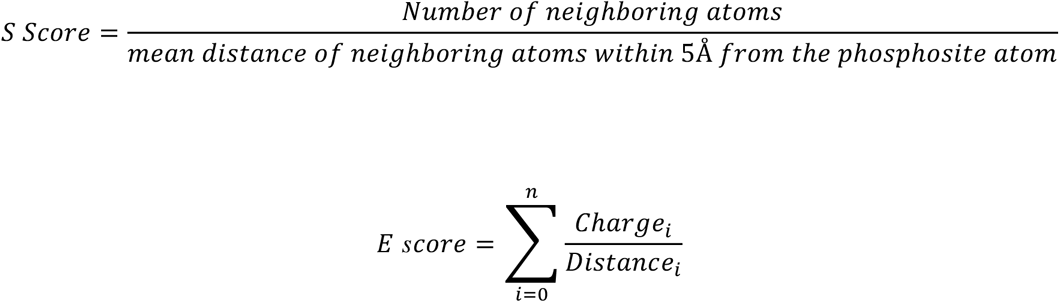 S Score = Number of neighboring atoms / mean distance of neighboring atoms within 5Å from the phosphosite atom
E score = ∑_{i=0}^{n} Charge_i / Distance_i